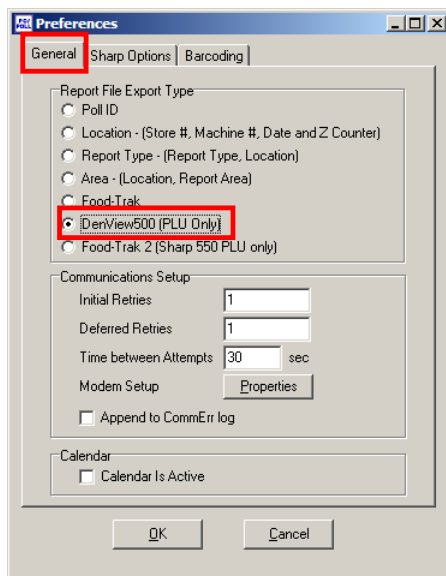 Preferences
General Sharp Options Barcoding
Report File Export Type
Poll ID
Location - (Store #, Machine #, Date and Z Counter)
Report Type - (Report Type, Location)
Area - (Location, Report Area)
Food-Trak
DenView500 (PLU Only)
Food-Trak 2 (Sharp 550 PLU only)
Communications Setup
Initial Retries 1
Deferred Retries 1
Time between Attempts 30 sec
Modem Setup Properties
Append to CommErr log
Calendar
Calendar Is Active
OK Cancel